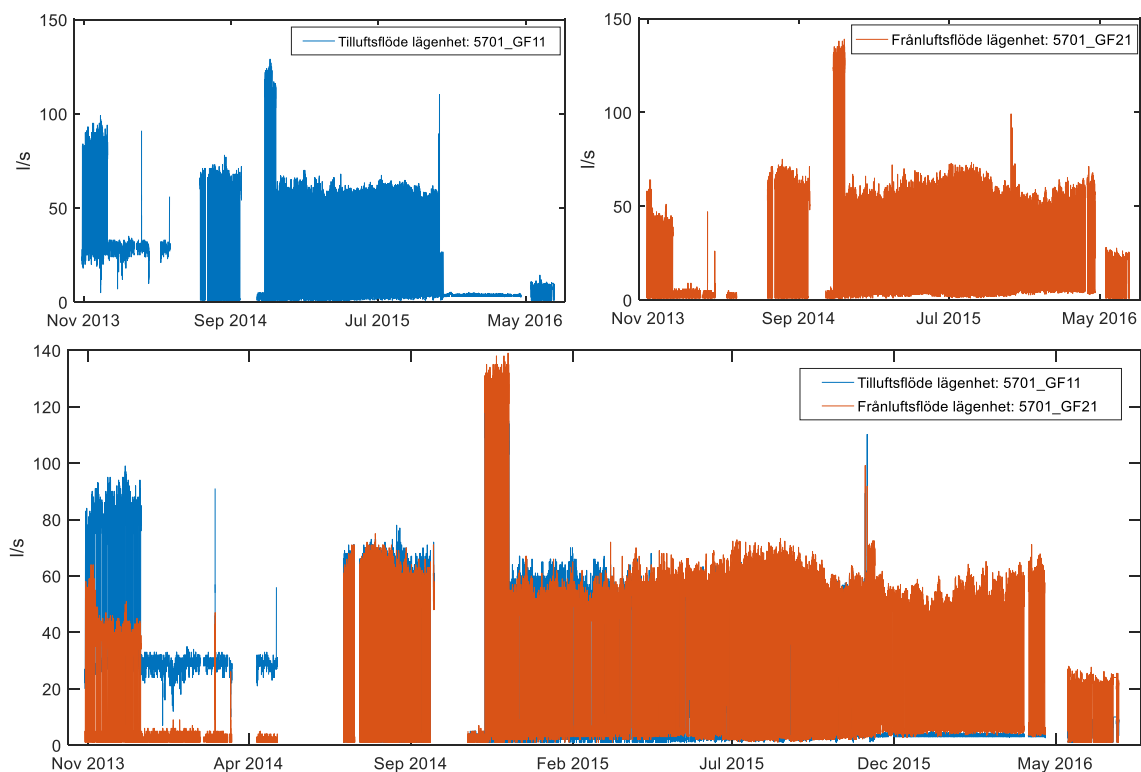 150
100
50
0
l/s
Tilluftsflöde lägenhet: 5701_GF11
Nov 2013
Sep 2014
Jul 2015
May 2016
150
100
50
0
l/s
Frånluftsflöde lägenhet: 5701_GF21
Nov 2013
Sep 2014
Jul 2015
May 2016
140
120
100
80
60
40
20
0
l/s
Tilluftsflöde lägenhet: 5701_GF11
Frånluftsflöde lägenhet: 5701_GF21
Nov 2013
Apr 2014
Sep 2014
Feb 2015
Jul 2015
Dec 2015
May 2016